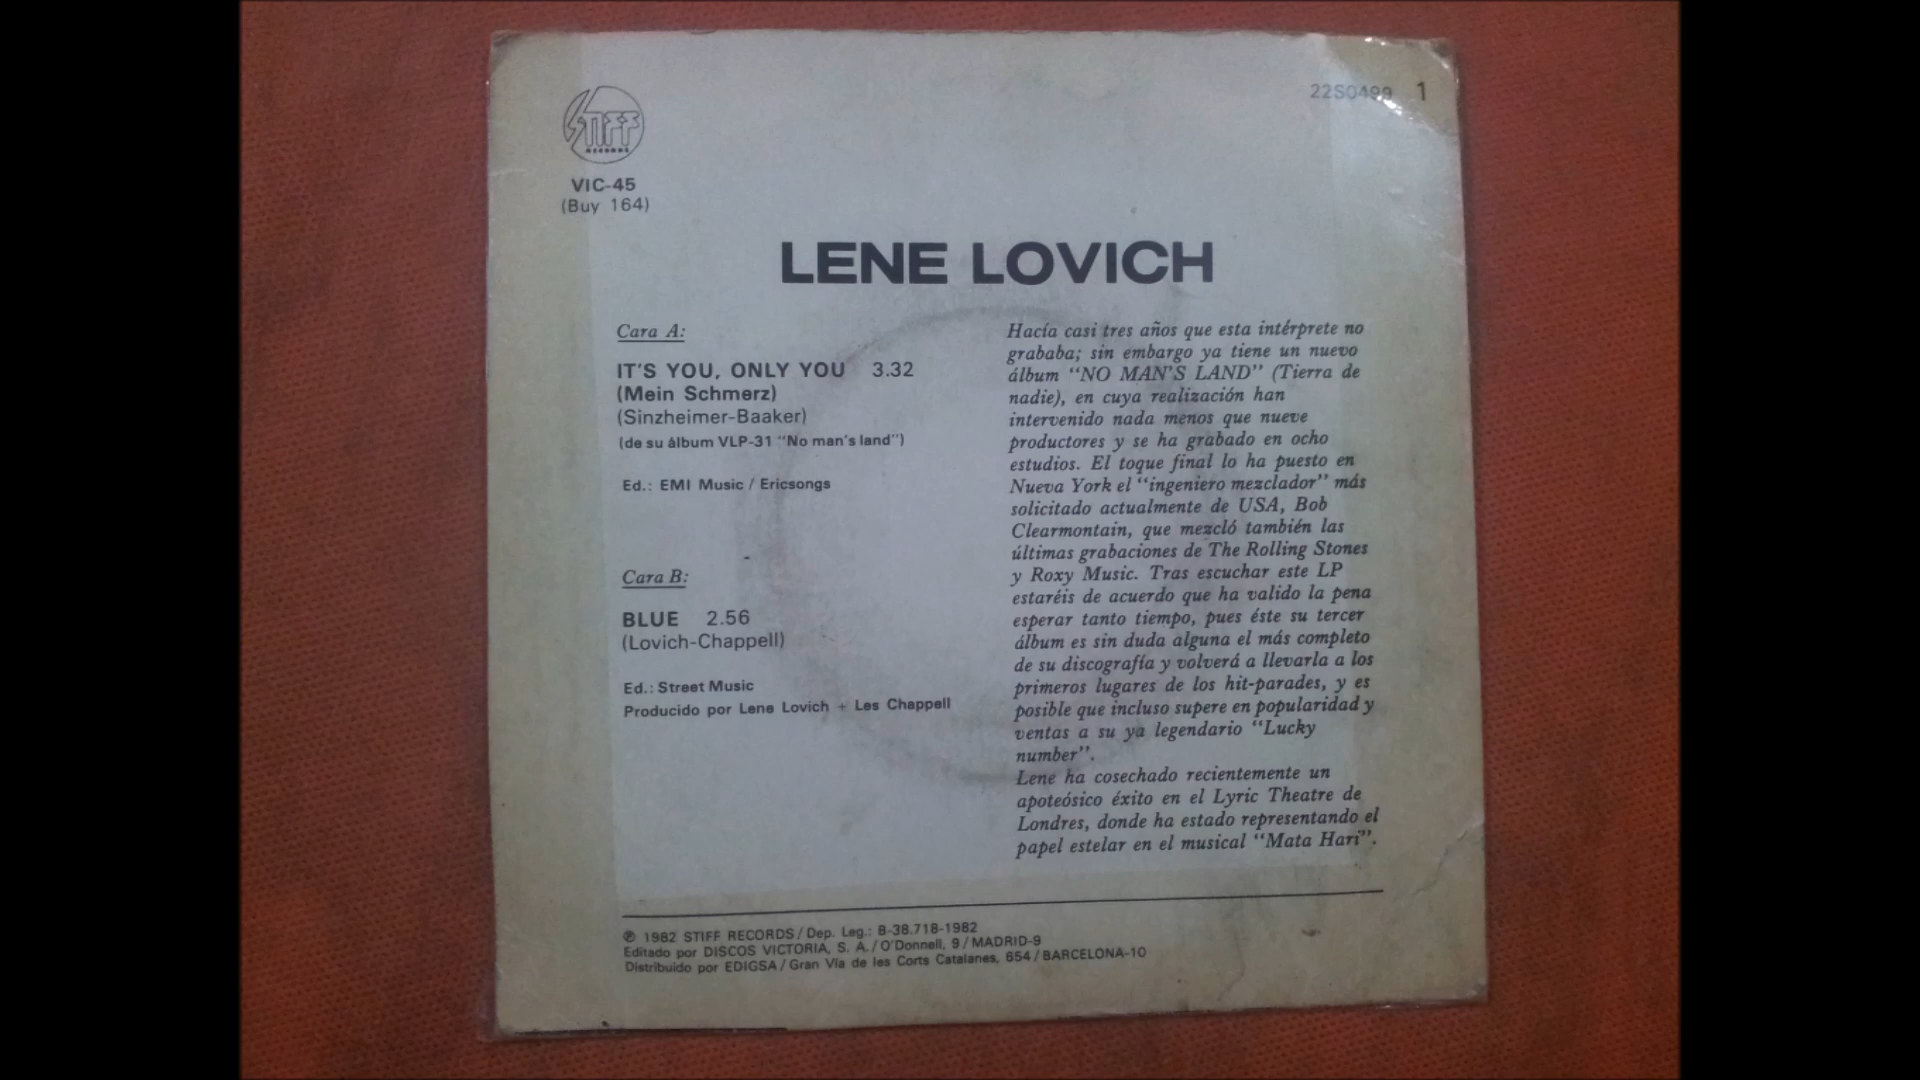 STIFF
RECORDS
VIC-45
(Buy 164)
22S0499 1
LENE LOVICH
Cara A:
IT'S YOU, ONLY YOU 3.32
(Mein Schmerz)
(Sinzheimer-Baaker)
(de su álbum VLP-31 "No man's land")
Ed.: EMI Music / Ericsongs
Cara B:
BLUE 2.56
(Lovich-Chappell)
Ed.: Street Music
Producido por Lene Lovich + Les Chappell
Hacía casi tres años que esta intérprete no
grababa; sin embargo ya tiene un nuevo
álbum "NO MAN'S LAND" (Tierra de
nadie), en cuya realización han
intervenido nada menos que nueve
productores y se ha grabado en ocho
estudios. El toque final lo ha puesto en
Nueva York el "ingeniero mezclador" más
solicitado actualmente de USA, Bob
Clearmontain, que mezcló también las
últimas grabaciones de The Rolling Stones
y Roxy Music. Tras escuchar este LP
estaréis de acuerdo que ha valido la pena
esperar tanto tiempo, pues éste su tercer
álbum es sin duda alguna el más completo
de su discografía y volverá a llevarla a los
primeros lugares de los hit-parades, y es
posible que incluso supere en popularidad y
ventas a su ya legendario "Lucky
number".
Lene ha cosechado recientemente un
apoteósico éxito en el Lyric Theatre de
Londres, donde ha estado representando el
papel estelar en el musical "Mata Hari".
℗ 1982 STIFF RECORDS / Dep. Leg.: B-38.718-1982
Editado por DISCOS VICTORIA, S. A. / O'Donnell, 9 / MADRID-9
Distribuido por EDIGSA / Gran Vía de les Corts Catalanes, 654 / BARCELONA-10